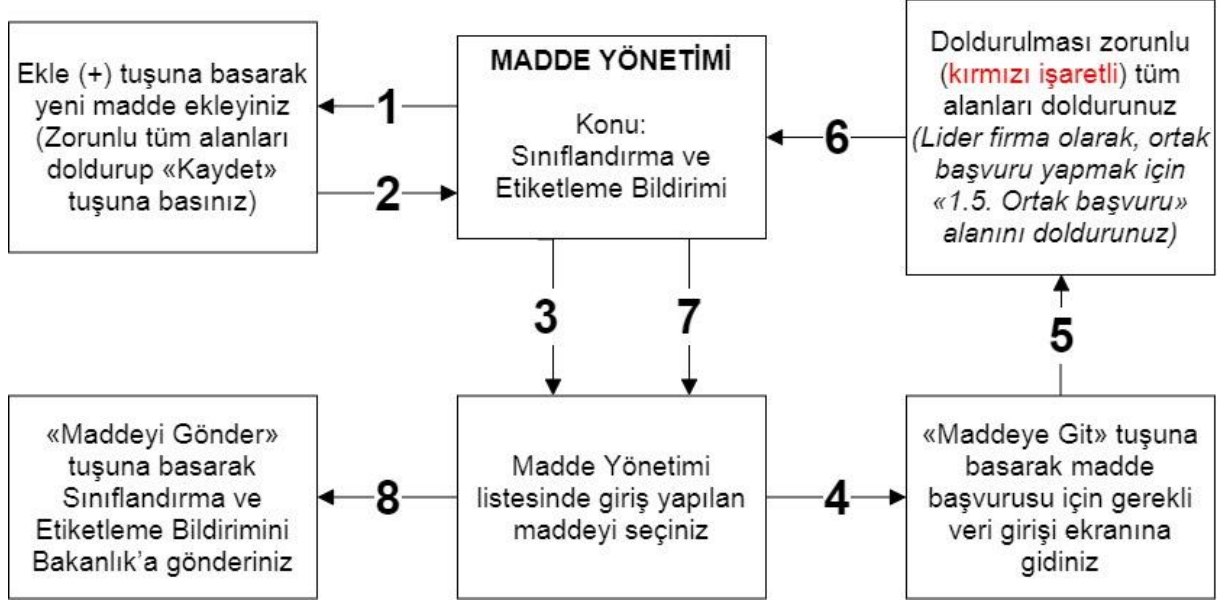 Ekle (+) tuşuna basarak
yeni madde ekleyiniz
(Zorunlu tüm alanları
doldurup «Kaydet»
tuşuna basınız)
1
2
MADDE YÖNETİMİ
Konu:
Sınıflandırma ve
Etiketleme Bildirimi
6
Doldurulması zorunlu
(kırmızı işaretli) tüm
alanları doldurunuz
(Lider firma olarak, ortak
başvuru yapmak için
«1.5. Ortak başvuru»
alanını doldurunuz)
3
7
5
«Maddeyi Gönder»
tuşuna basarak
Sınıflandırma ve
Etiketleme Bildirimini
Bakanlık’a gönderiniz
8
Madde Yönetimi
listesinde giriş yapılan
maddeyi seçiniz
4
«Maddeye Git» tuşuna
basarak madde
başvurusu için gerekli
veri girişi ekranına
gidiniz